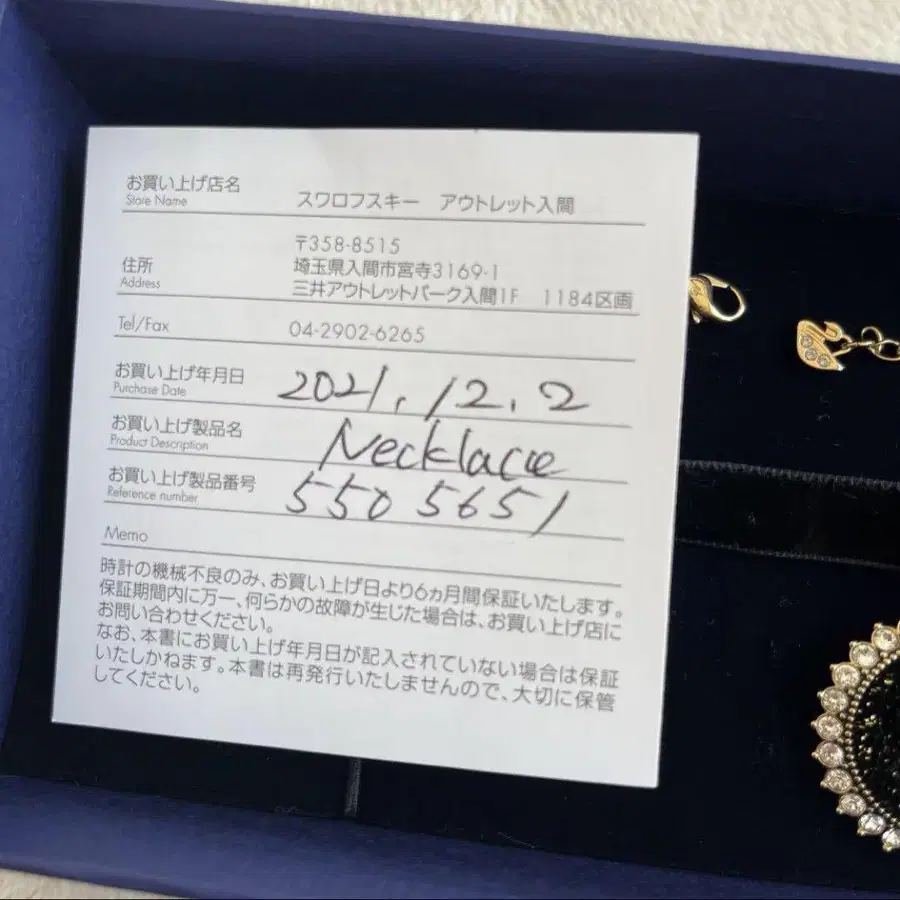 お買い上げ店名
Store Name
スワロフスキー　アウトレット入間
〒358-8515
住所
Address
埼玉県入間市宮寺3169-1
三井アウトレットパーク入間1F　1184区画
Tel/Fax
04-2902-6265
お買い上げ年月日
Purchase Date
2021.12.2
お買い上げ製品名
Product Description
Necklace
お買い上げ製品番号
Reference number
5505651
Memo
時計の機械不良のみ、お買い上げ日より6ヵ月間保証いたします。
保証期間内に万一、何らかの故障が生じた場合は、お買い上げ店に
お問い合わせください。
なお、本書にお買い上げ年月日が記入されていない場合は保証
いたしかねます。本書は再発行いたしませんので、大切に保管
してください。